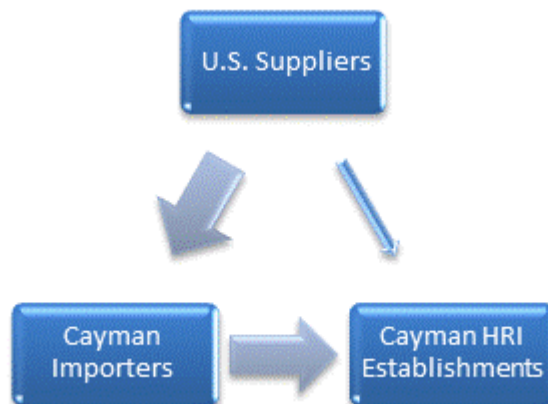 U.S. Suppliers
Cayman
Importers
Cayman HRI
Establishments